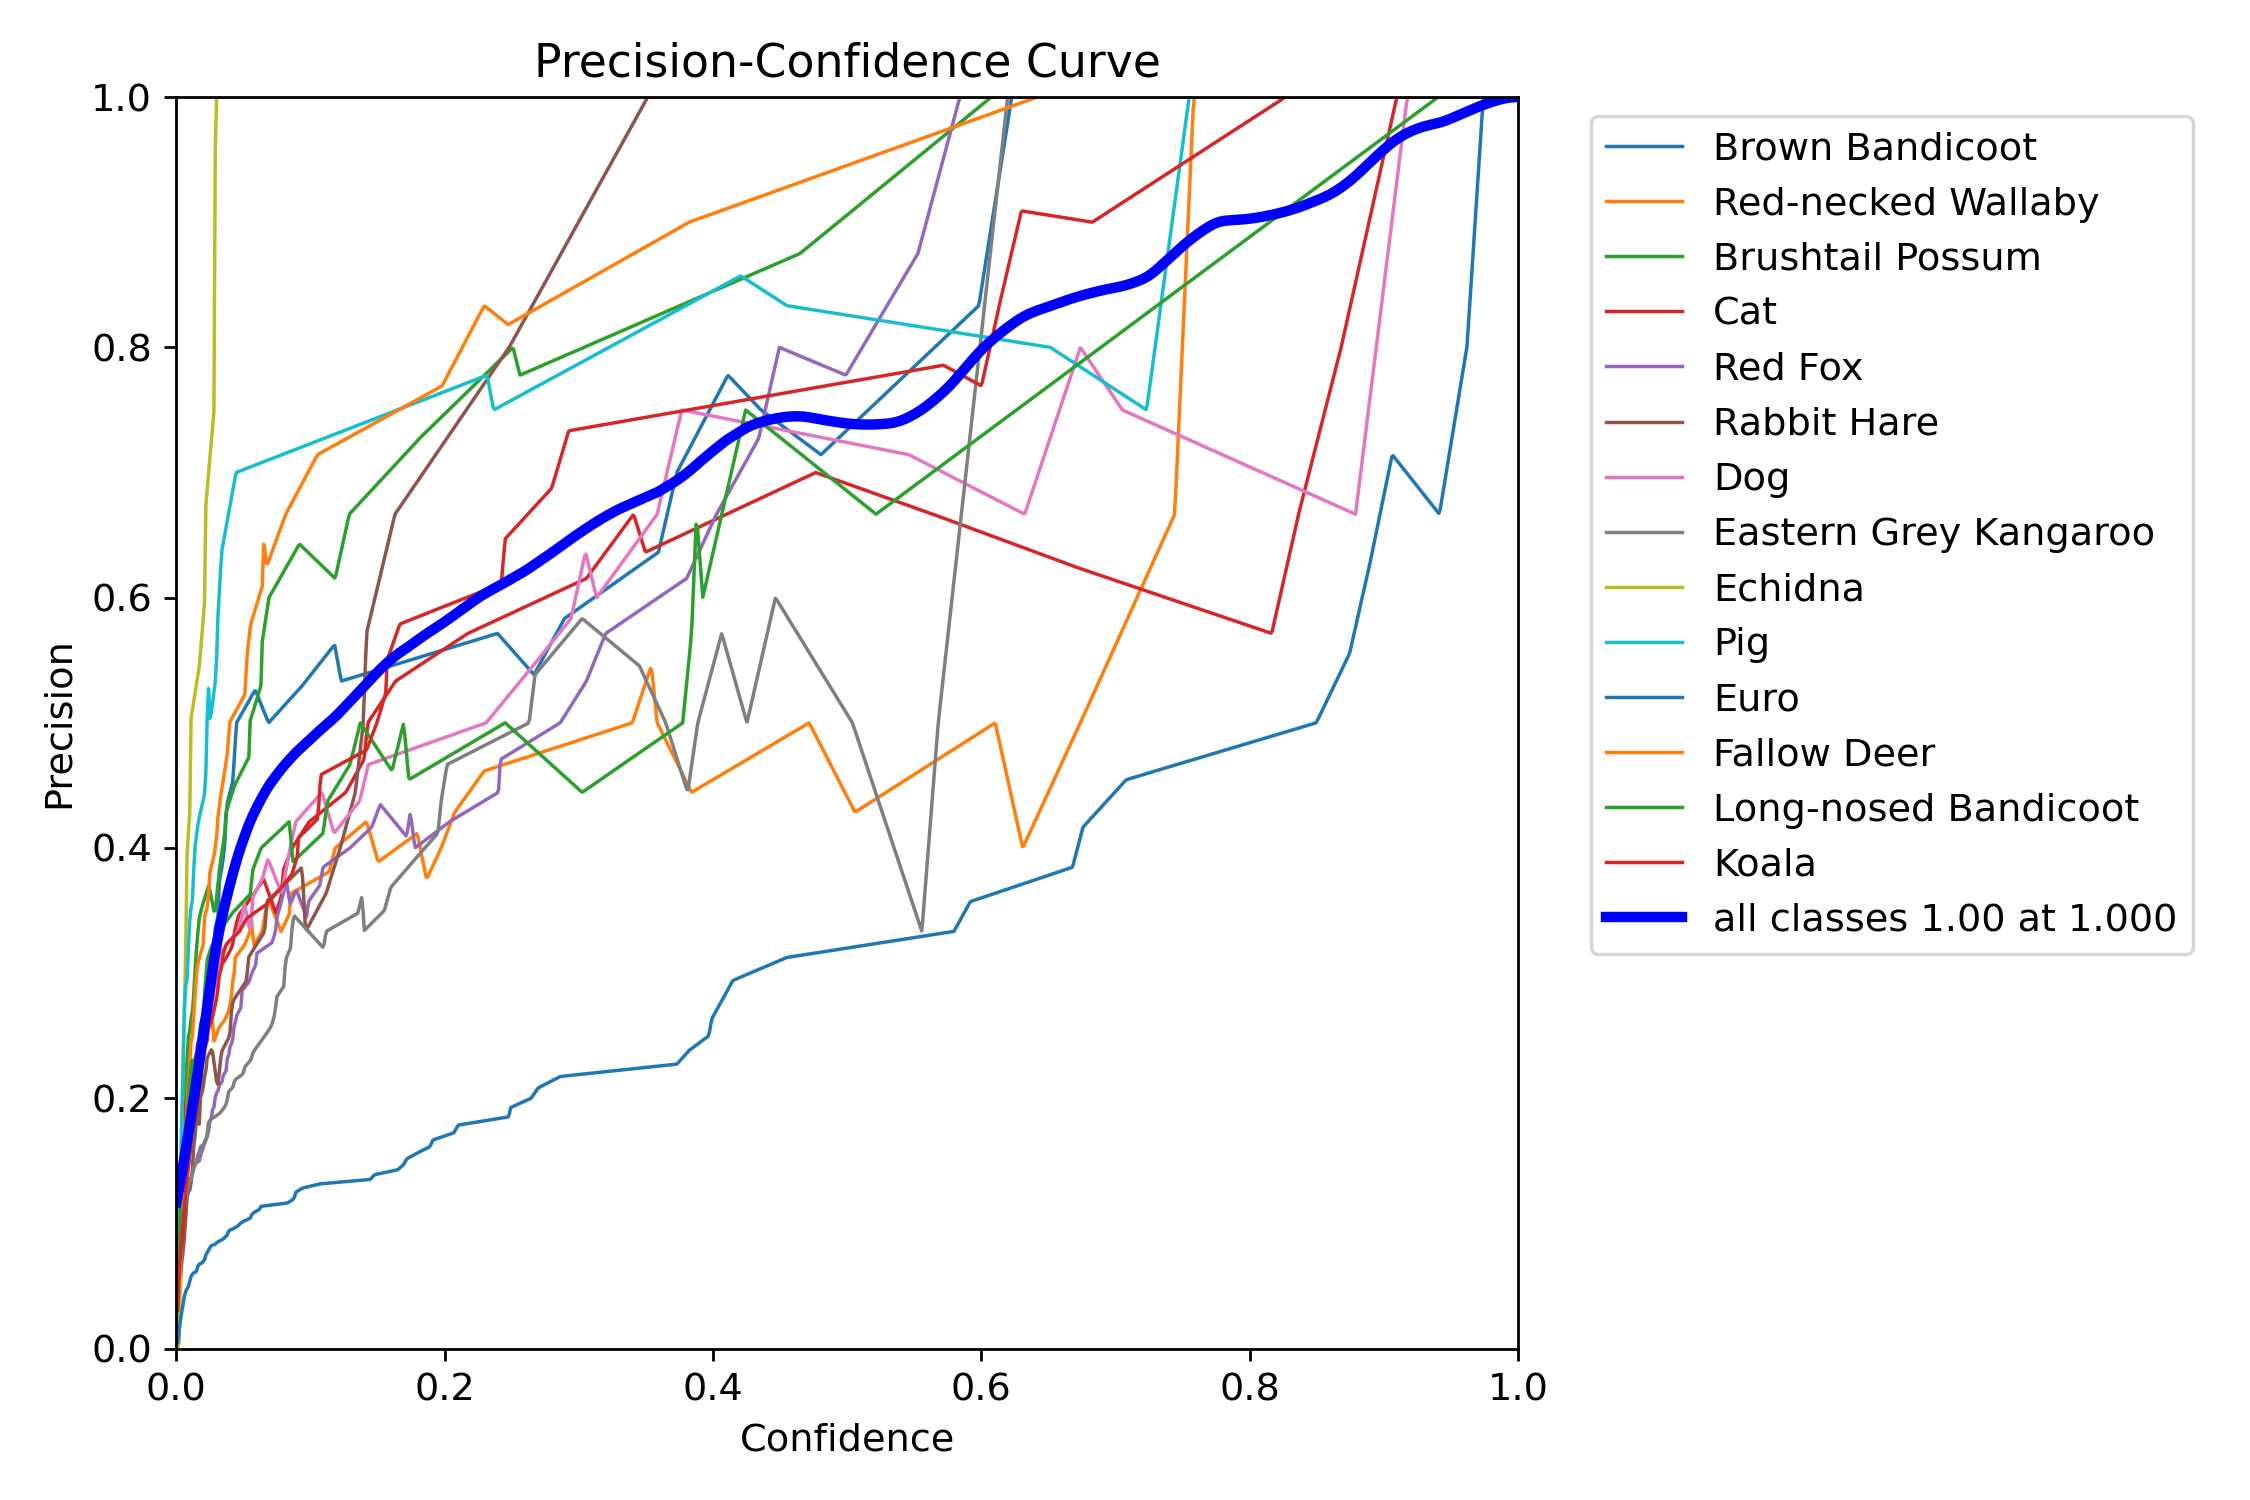 Precision-Confidence Curve
1.0
0.8
0.6
0.4
0.2
0.0
Precision
0.0 0.2 0.4 0.6 0.8 1.0
Confidence
Brown Bandicoot
Red-necked Wallaby
Brushtail Possum
Cat
Red Fox
Rabbit Hare
Dog
Eastern Grey Kangaroo
Echidna
Pig
Euro
Fallow Deer
Long-nosed Bandicoot
Koala
all classes 1.00 at 1.000